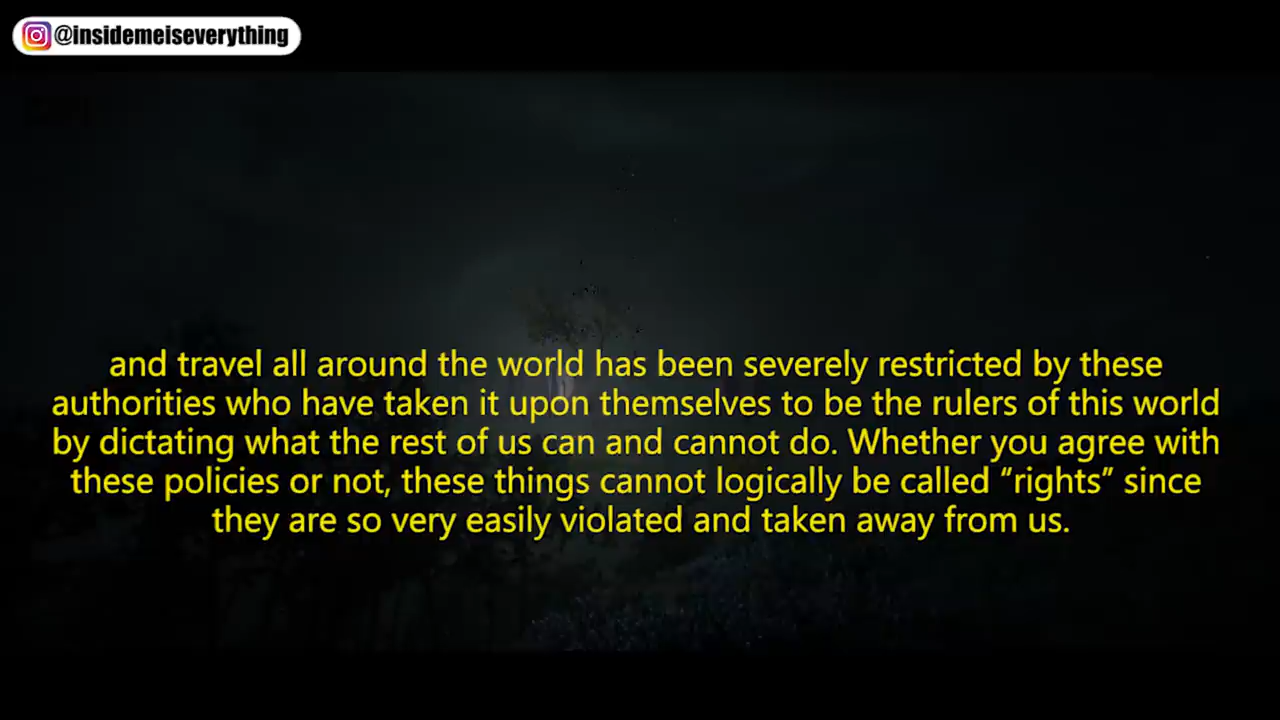 @insidemeiseverything
and travel all around the world has been severely restricted by these
authorities who have taken it upon themselves to be the rulers of this world
by dictating what the rest of us can and cannot do. Whether you agree with
these policies or not, these things cannot logically be called “rights” since
they are so very easily violated and taken away from us.